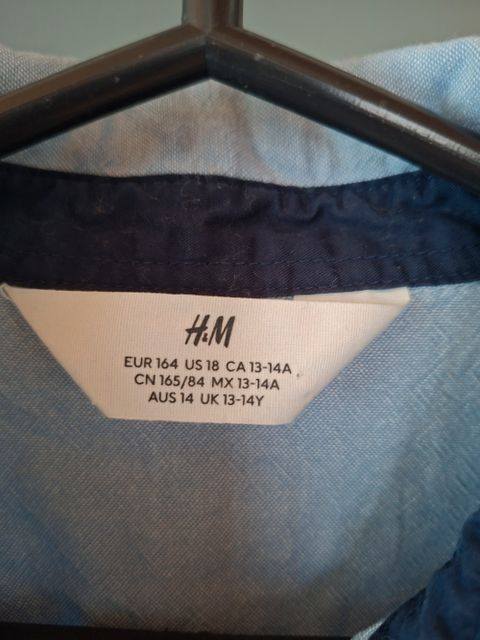 H&M
EUR 164 US 18 CA 13-14A
CN 165/84 MX 13-14A
AUS 14 UK 13-14Y